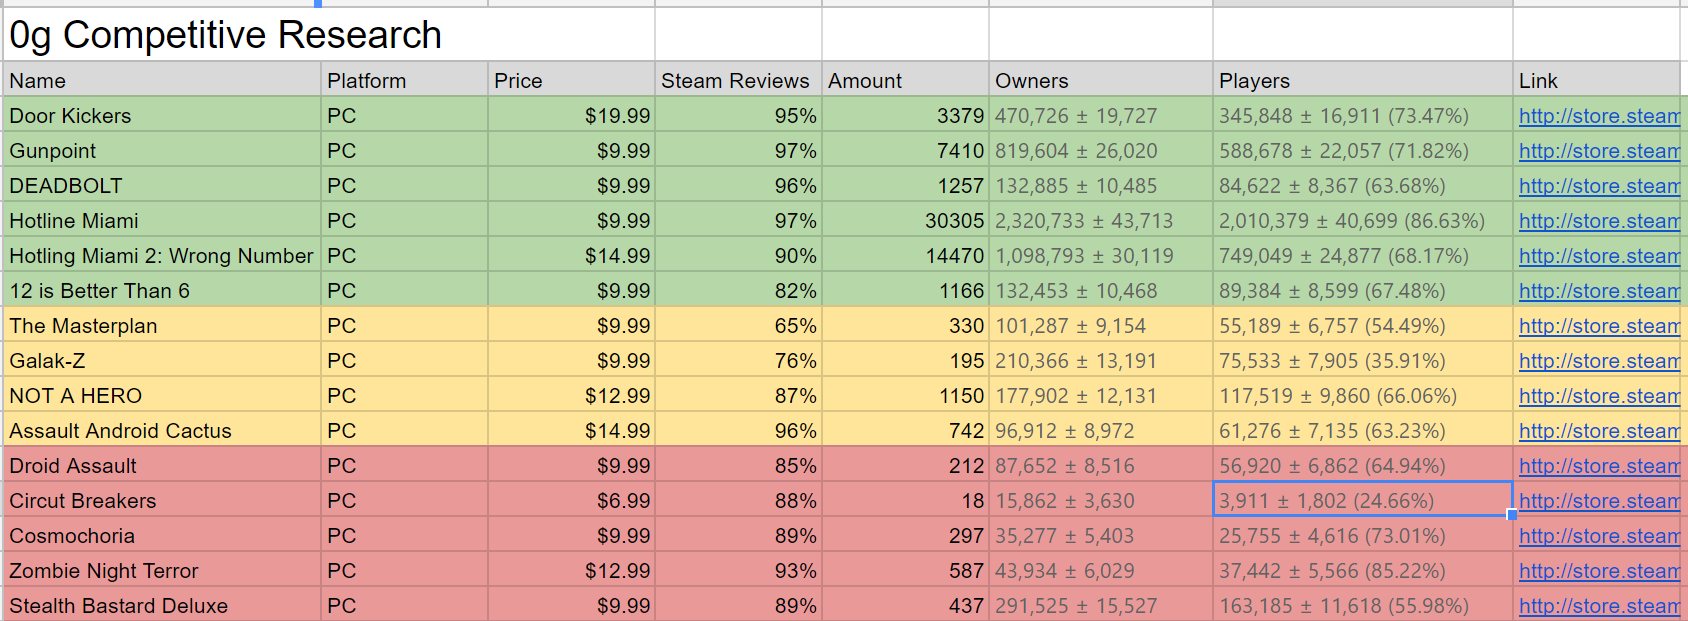 0g Competitive Research
Name Platform Price Steam Reviews Amount Owners Players Link
Door Kickers PC $19.99 95% 3379 470,726 ± 19,727 345,848 ± 16,911 (73.47%) http://store.steam
Gunpoint PC $9.99 97% 7410 819,604 ± 26,020 588,678 ± 22,057 (71.82%) http://store.steam
DEADBOLT PC $9.99 96% 1257 132,885 ± 10,485 84,622 ± 8,367 (63.68%) http://store.steam
Hotline Miami PC $9.99 97% 30305 2,320,733 ± 43,713 2,010,379 ± 40,699 (86.63%) http://store.steam
Hotling Miami 2: Wrong Number PC $14.99 90% 14470 1,098,793 ± 30,119 749,049 ± 24,877 (68.17%) http://store.steam
12 is Better Than 6 PC $9.99 82% 1166 132,453 ± 10,468 89,384 ± 8,599 (67.48%) http://store.steam
The Masterplan PC $9.99 65% 330 101,287 ± 9,154 55,189 ± 6,757 (54.49%) http://store.steam
Galak-Z PC $9.99 76% 195 210,366 ± 13,191 75,533 ± 7,905 (35.91%) http://store.steam
NOT A HERO PC $12.99 87% 1150 177,902 ± 12,131 117,519 ± 9,860 (66.06%) http://store.steam
Assault Android Cactus PC $14.99 96% 742 96,912 ± 8,972 61,276 ± 7,135 (63.23%) http://store.steam
Droid Assault PC $9.99 85% 212 87,652 ± 8,516 56,920 ± 6,862 (64.94%) http://store.steam
Circut Breakers PC $6.99 88% 18 15,862 ± 3,630 3,911 ± 1,802 (24.66%) http://store.steam
Cosmochoria PC $9.99 89% 297 35,277 ± 5,403 25,755 ± 4,616 (73.01%) http://store.steam
Zombie Night Terror PC $12.99 93% 587 43,934 ± 6,029 37,442 ± 5,566 (85.22%) http://store.steam
Stealth Bastard Deluxe PC $9.99 89% 437 291,525 ± 15,527 163,185 ± 11,618 (55.98%) http://store.steam